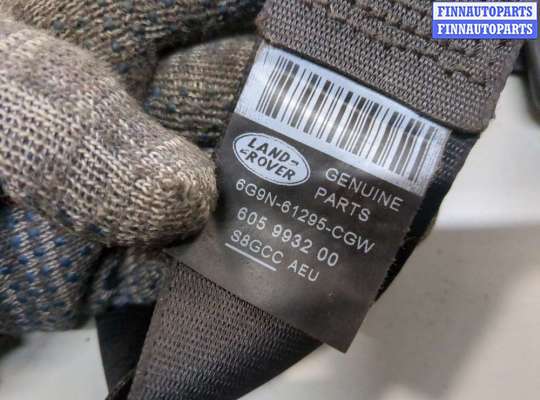 FINNAUTOPARTS
FINNAUTOPARTS
LAND-
ROVER
GENUINE
PARTS
6G9N-61295-CGW
605 9932 00
S8GCC AEU